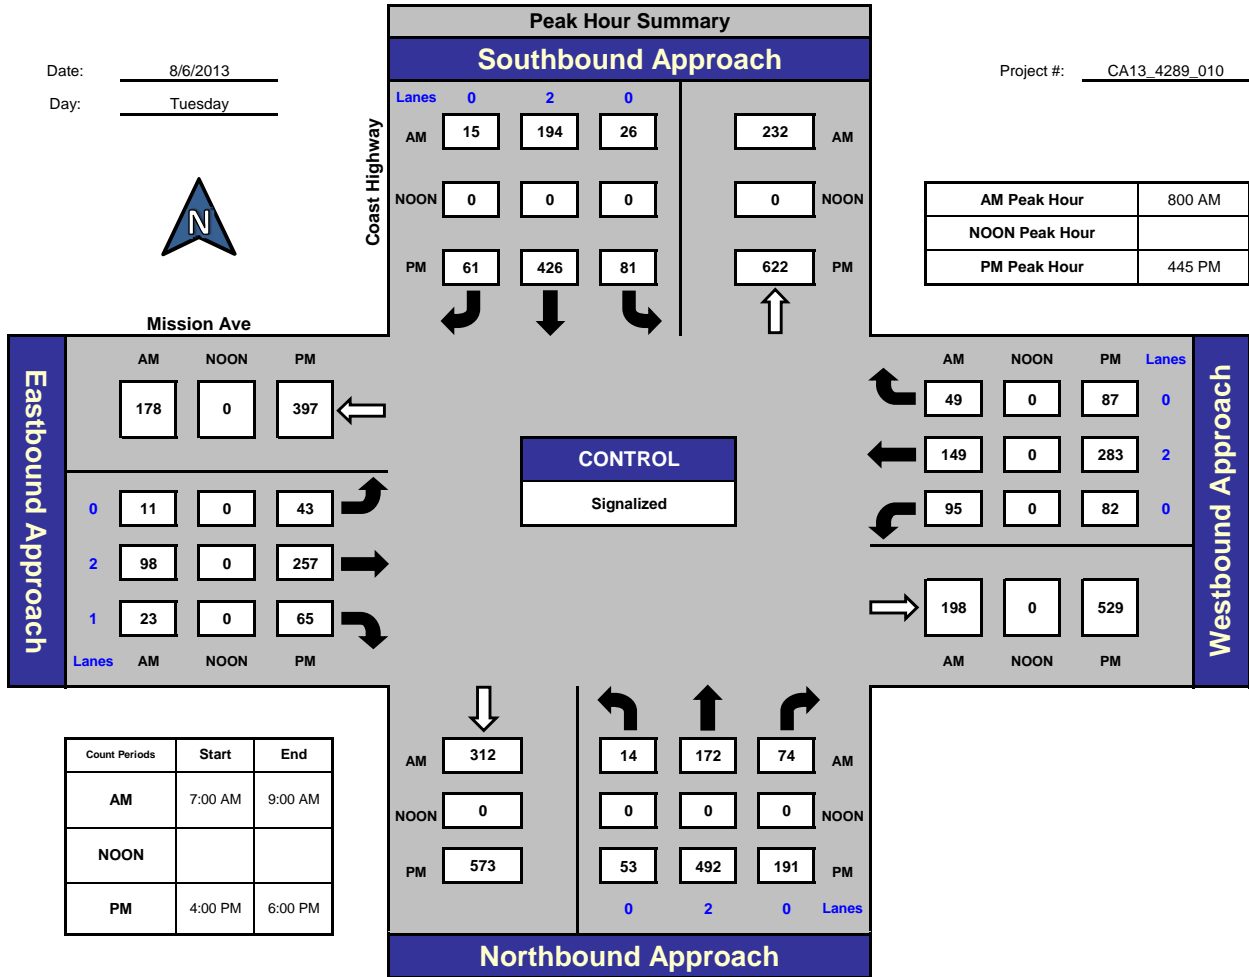 Peak Hour Summary
Southbound Approach
Date: 8/6/2013
Project #: CA13_4289_010
Day: Tuesday
Lanes 0 2 0
AM 15 194 26 232 AM
NOON 0 0 0 0 NOON
PM 61 426 81 622 PM
Coast Highway
N
AM Peak Hour 800 AM
NOON Peak Hour
PM Peak Hour 445 PM
Mission Ave
Eastbound Approach
AM NOON PM
178 0 397
0 11 0 43
2 98 0 257
1 23 0 65
Lanes AM NOON PM
CONTROL
Signalized
AM NOON PM Lanes
49 0 87 0
149 0 283 2
95 0 82 0
198 0 529
AM NOON PM
Westbound Approach
Count Periods Start End
AM 7:00 AM 9:00 AM
NOON
PM 4:00 PM 6:00 PM
AM 312 14 172 74 AM
NOON 0 0 0 0 NOON
PM 573 53 492 191 PM
0 2 0 Lanes
Northbound Approach